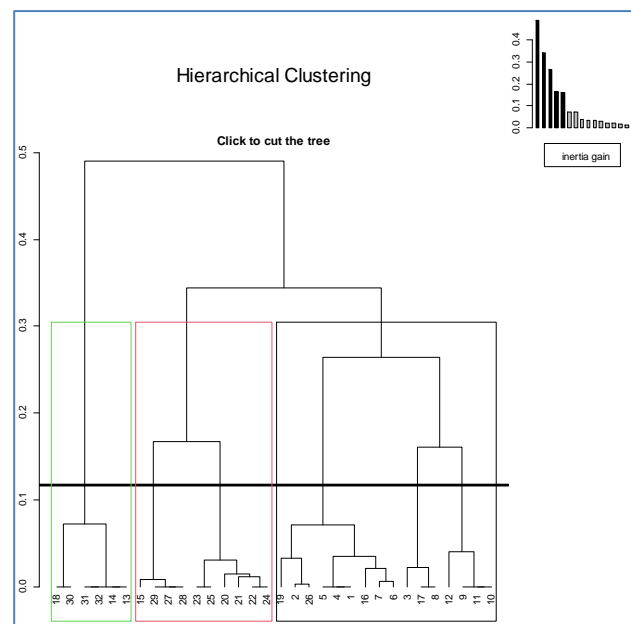 Hierarchical Clustering
Click to cut the tree
0.0 0.1 0.2 0.3 0.4
inertia gain
0.5
0.4
0.3
0.2
0.1
0.0
18 30 31 32 14 13 15 29 27 28 23 25 20 21 22 24 19 2 26 5 4 1 16 7 6 3 17 8 12 9 11 10